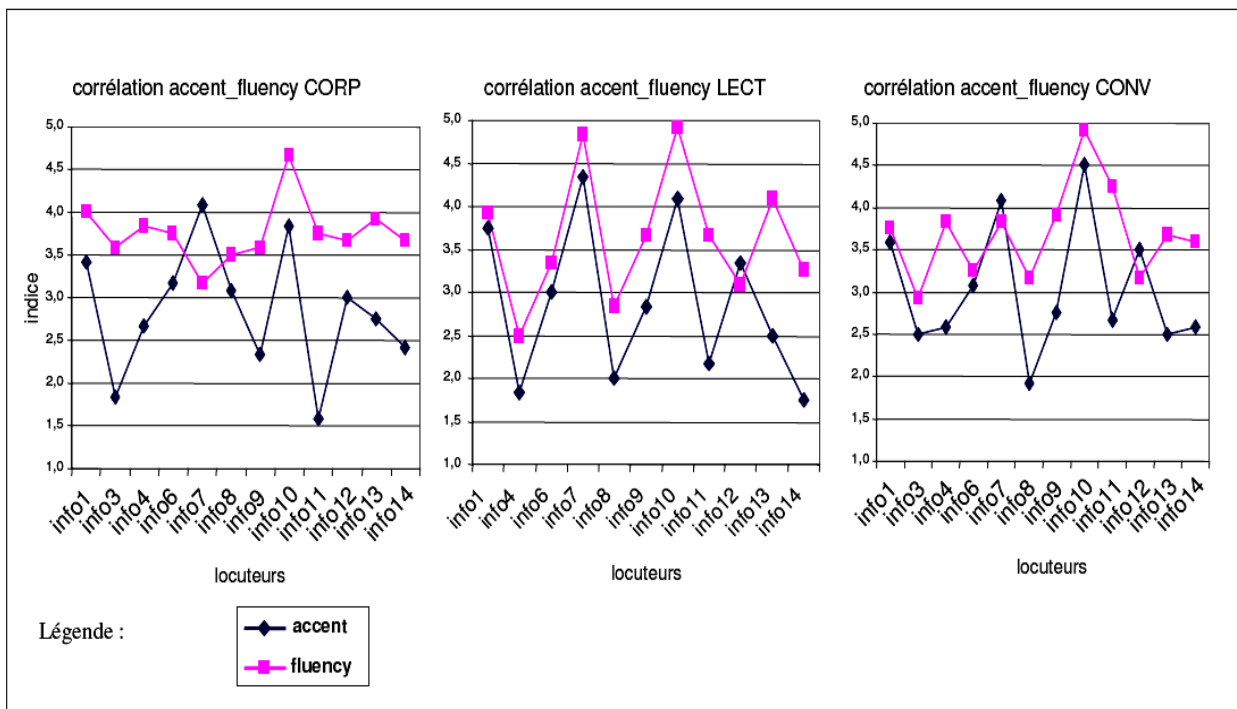 corrélation accent_fluency CORP
5,0
4,5
4,0
3,5
3,0
2,5
2,0
1,5
1,0
indice
info1
info3
info4
info6
info7
info8
info9
info10
info11
info12
info13
info14
locuteurs
corrélation accent_fluency LECT
5,0
4,5
4,0
3,5
3,0
2,5
2,0
1,5
1,0
info1
info4
info6
info7
info8
info9
info10
info11
info12
info13
info14
locuteurs
corrélation accent_fluency CONV
5,0
4,5
4,0
3,5
3,0
2,5
2,0
1,5
1,0
info1
info3
info4
info6
info7
info8
info9
info10
info11
info12
info13
info14
locuteurs
Légende :
accent
fluency